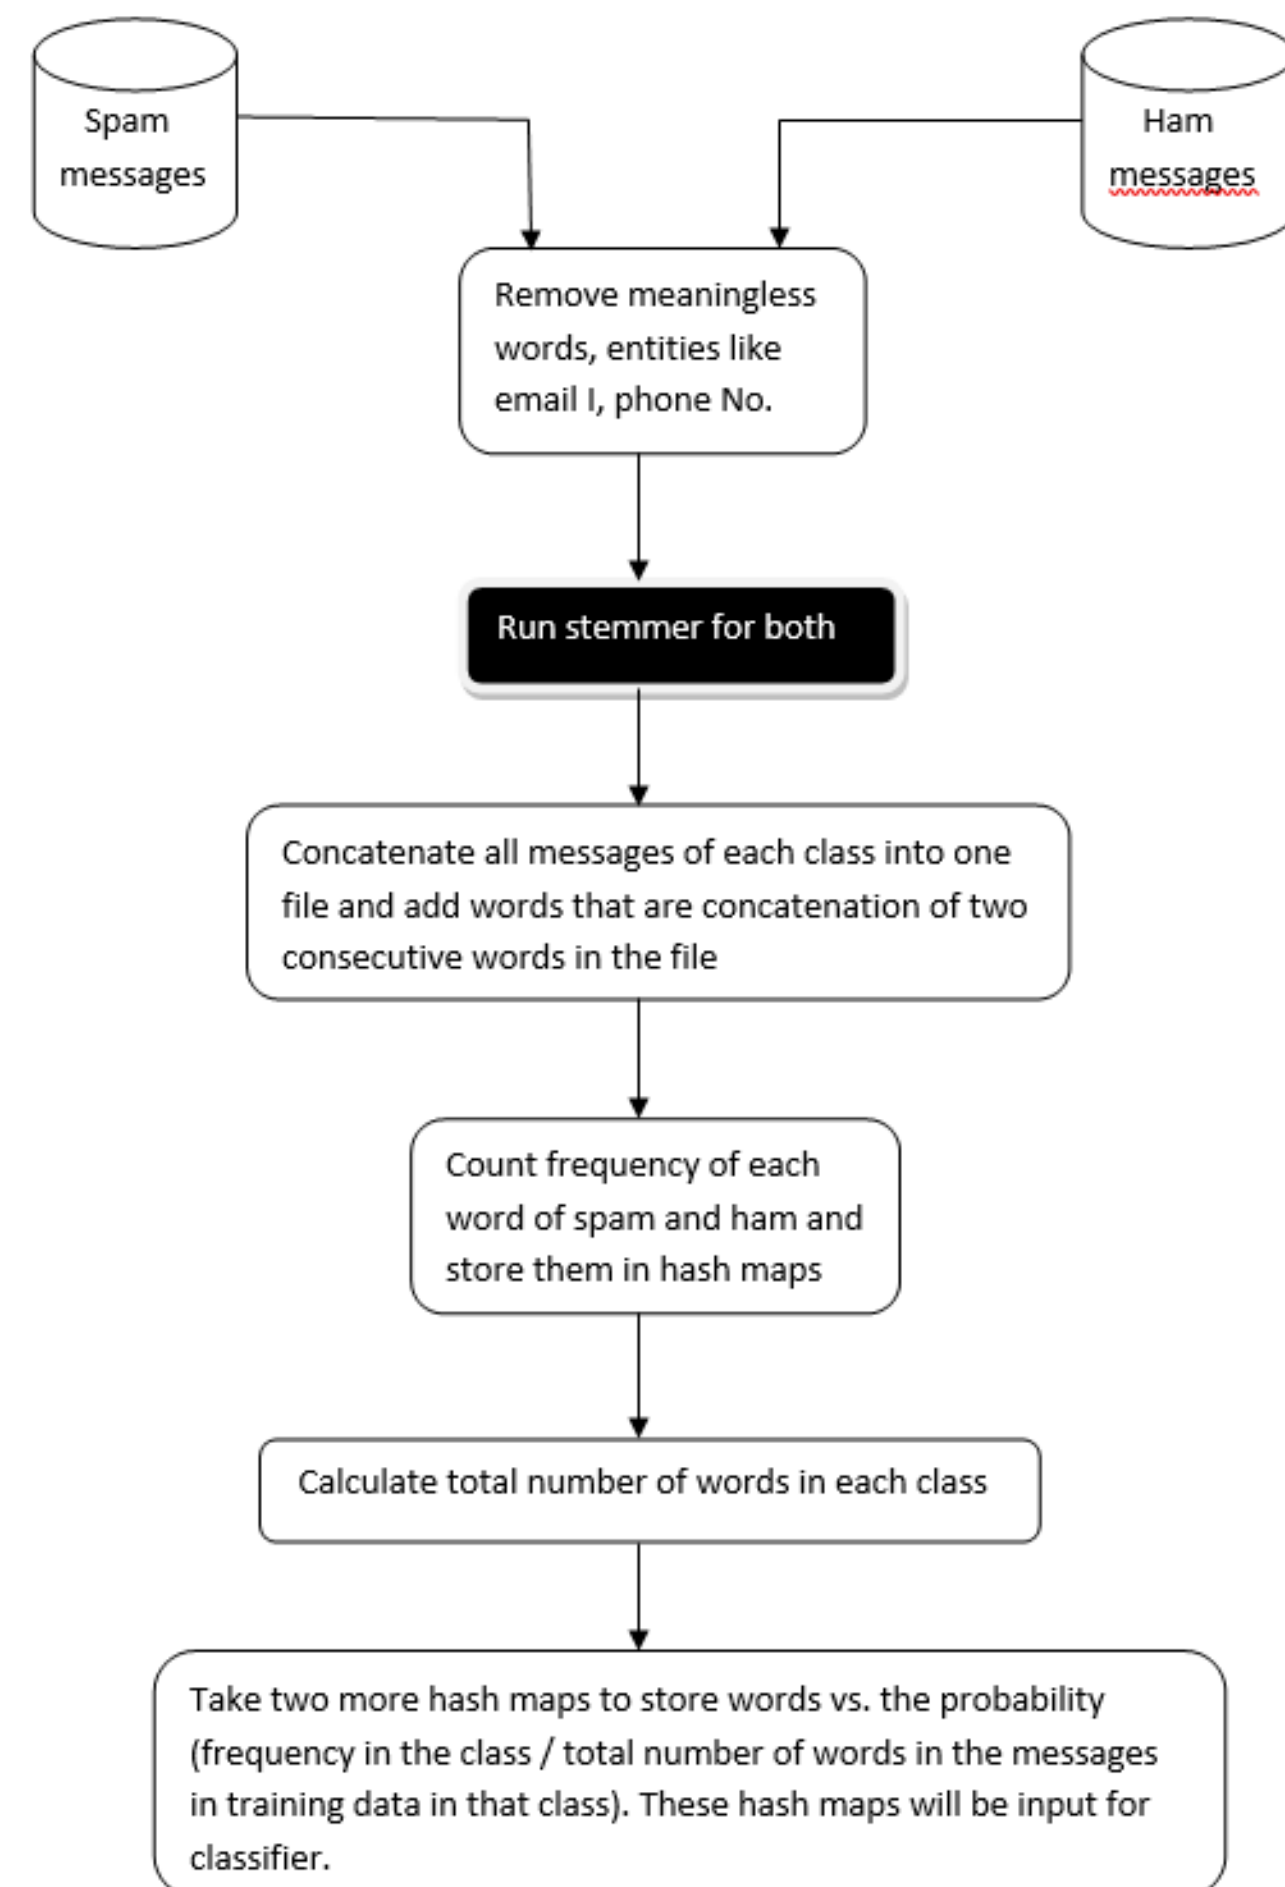 Spam
messages
Ham
messages
Remove meaningless
words, entities like
email I, phone No.
Run stemmer for both
Concatenate all messages of each class into one
file and add words that are concatenation of two
consecutive words in the file
Count frequency of each
word of spam and ham and
store them in hash maps
Calculate total number of words in each class
Take two more hash maps to store words vs. the probability
(frequency in the class / total number of words in the messages
in training data in that class). These hash maps will be input for
classifier.